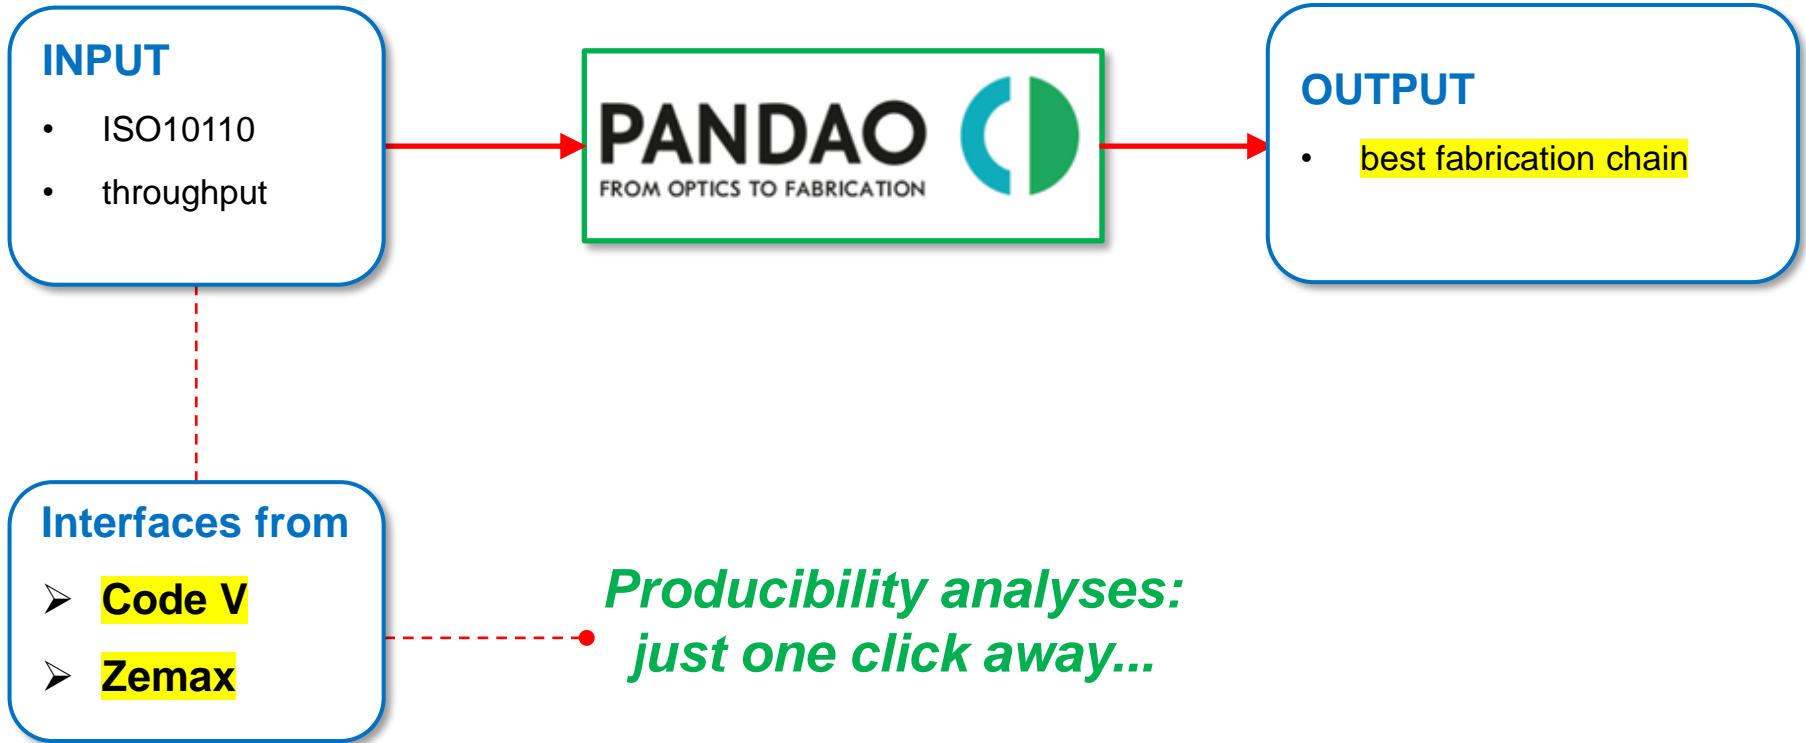 INPUT
• ISO10110
• throughput
PANDAO
FROM OPTICS TO FABRICATION
OUTPUT
• best fabrication chain
Interfaces from
➢ Code V
➢ Zemax
Producibility analyses:
just one click away...